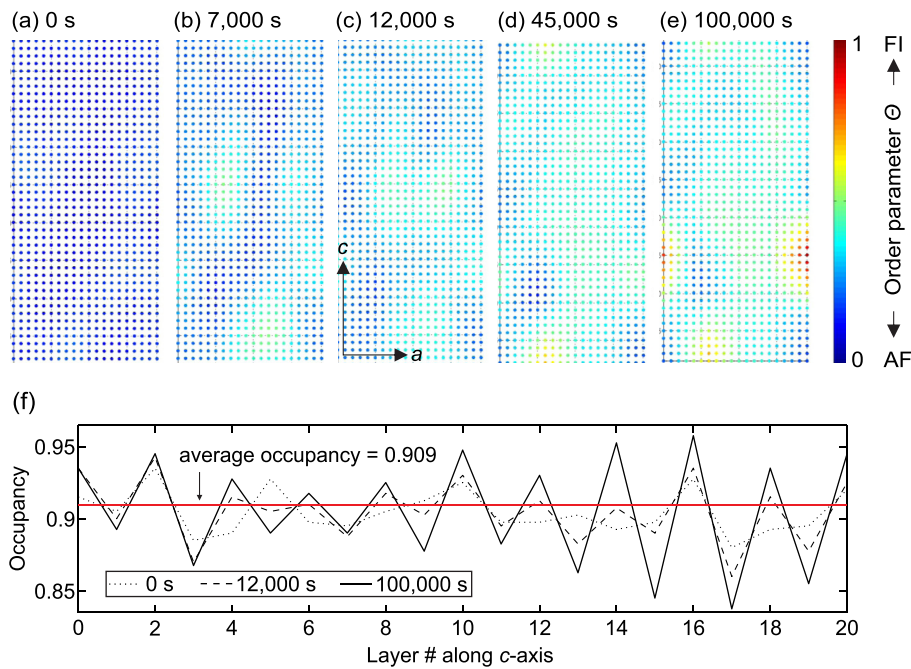 (a) 0 s
(b) 7,000 s
(c) 12,000 s
(d) 45,000 s
(e) 100,000 s
1
FI
Order parameter Θ
0
AF
c
a
(f)
0.95
0.9
0.85
Occupancy
average occupancy = 0.909
0 s
12,000 s
100,000 s
0 2 4 6 8 10 12 14 16 18 20
Layer # along c-axis